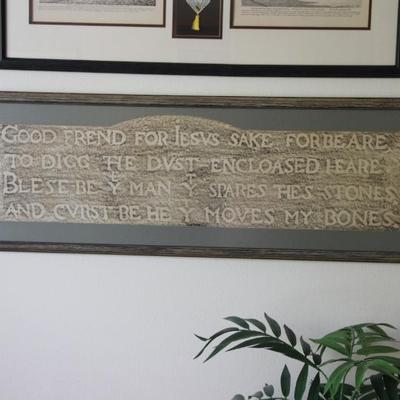 GOOD FREND FOR IESVS SAKE FORBEARE
TO DIGG THE DVST ENCLOASED HEARE
BLESE BE Y^E MAN Y^T SPARES THES STONES
AND CVRST BE HE Y MOVES MY BONES